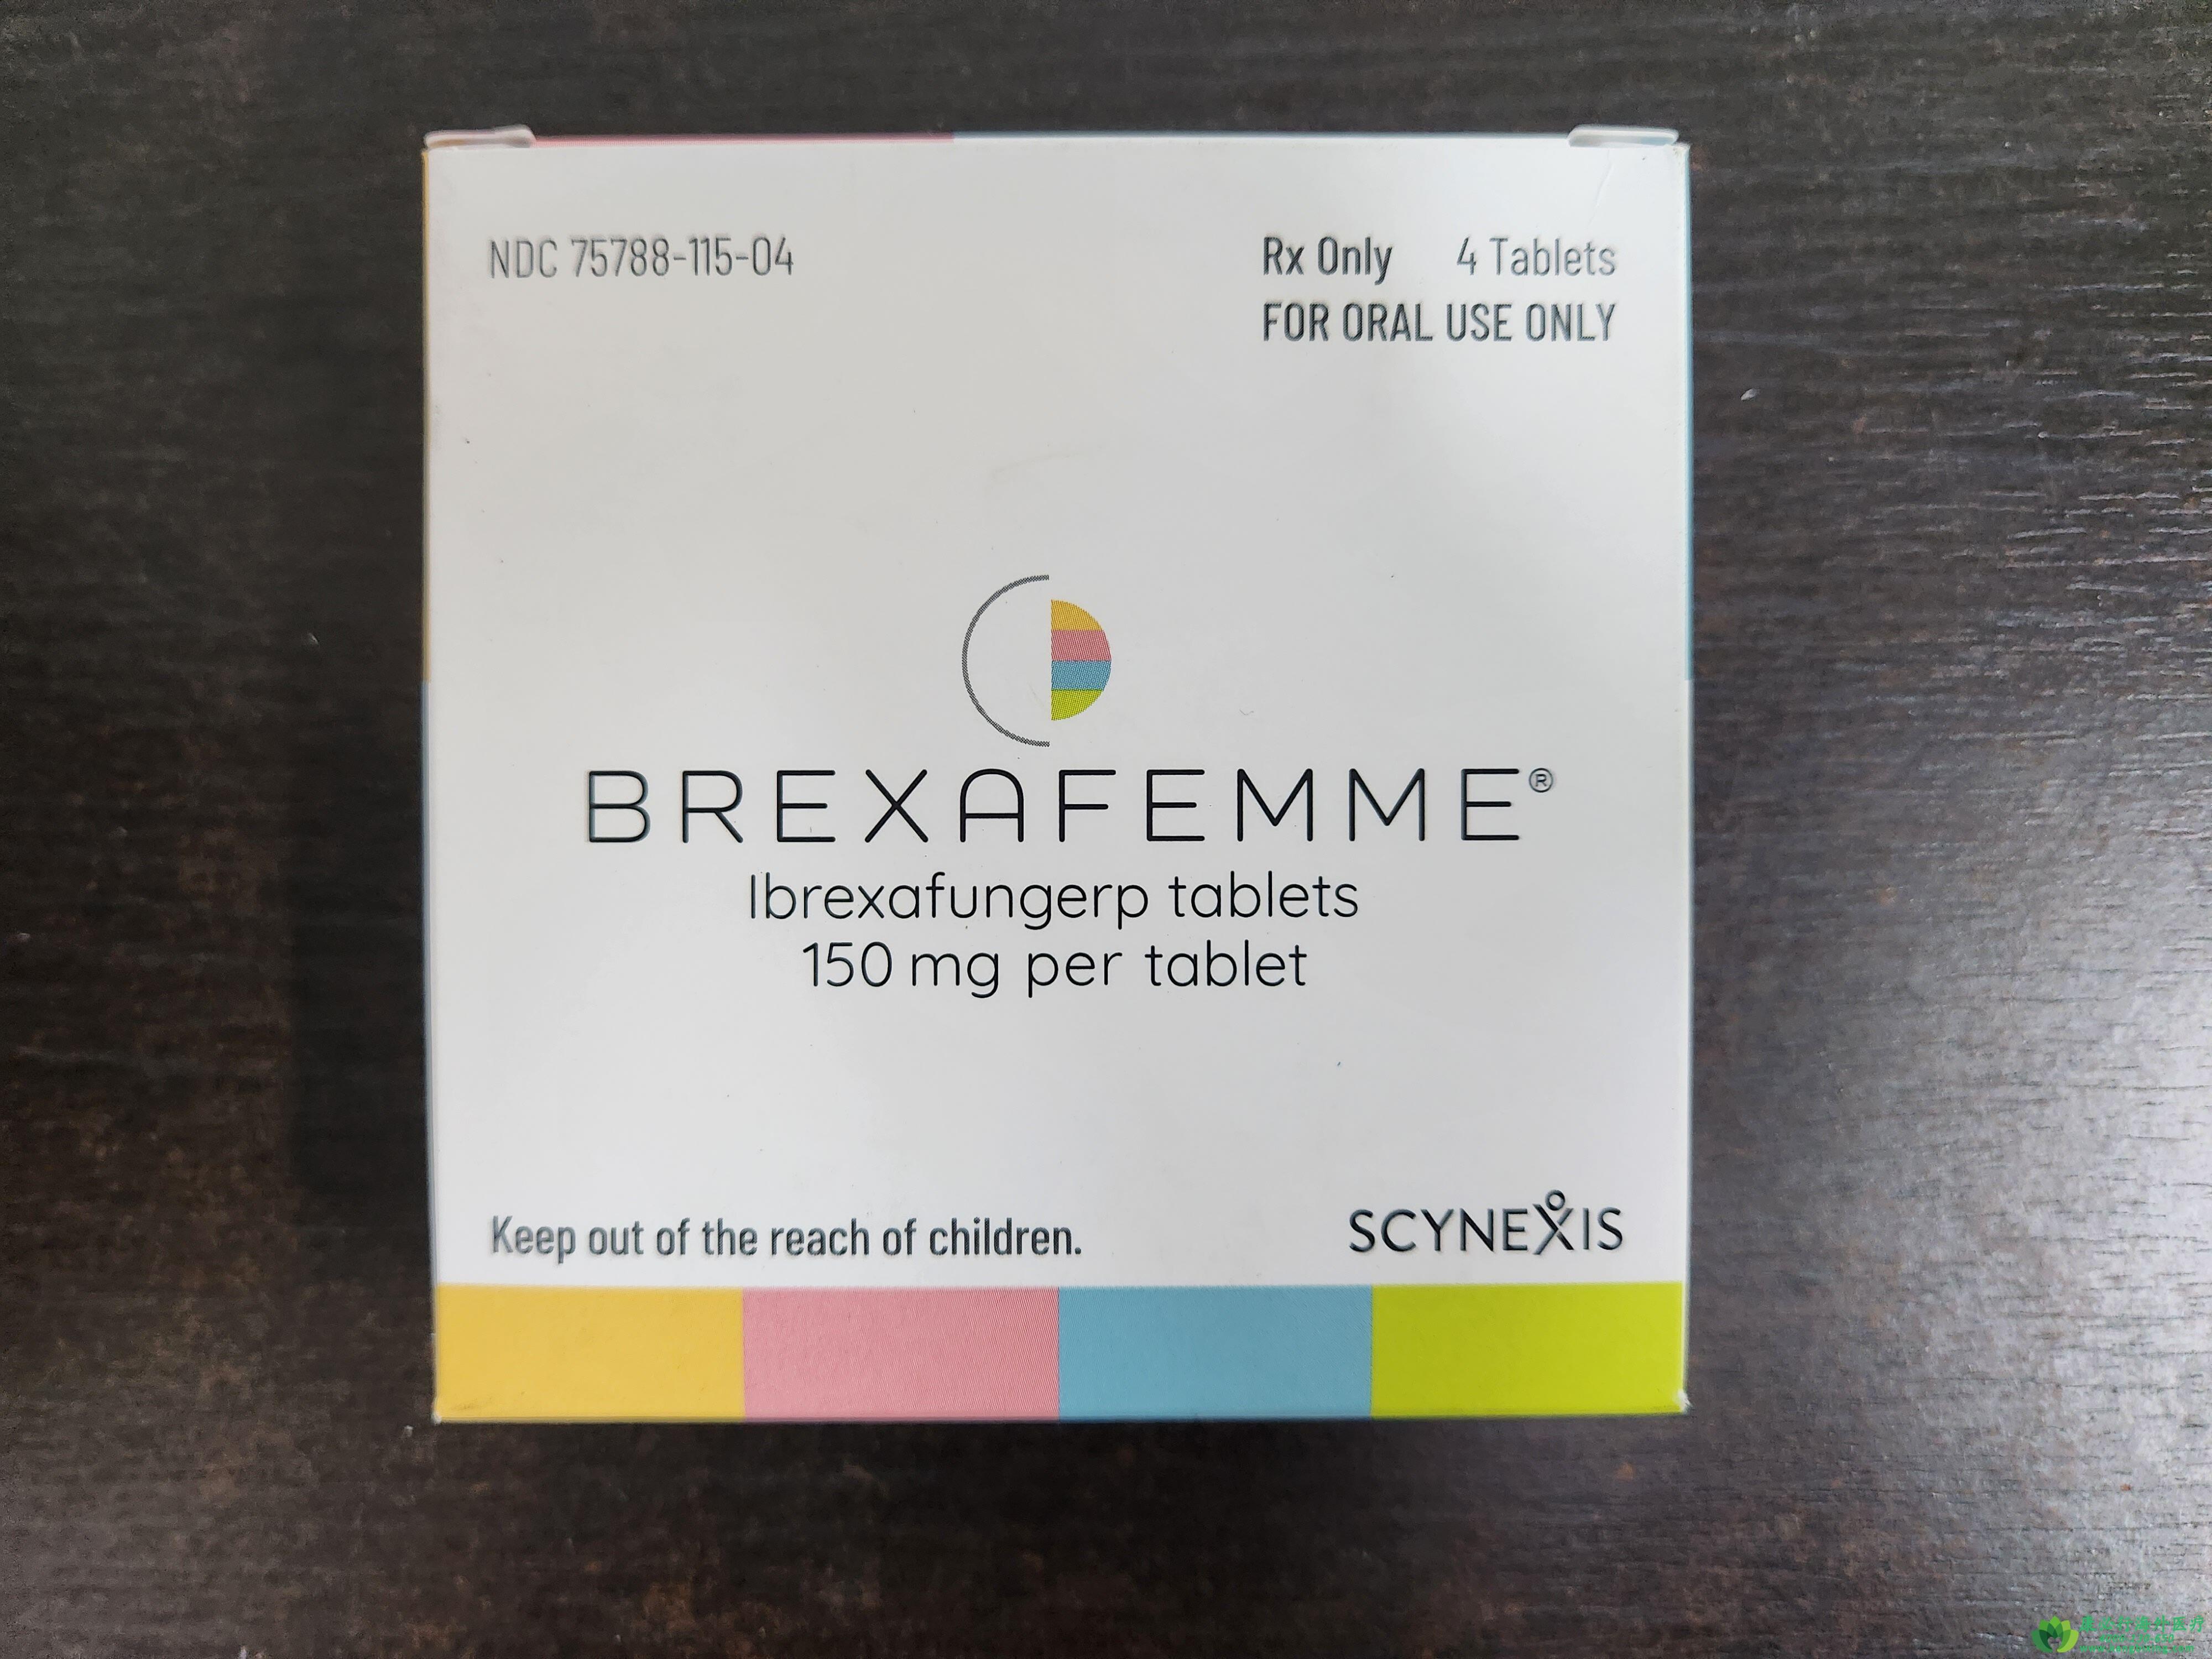 NDC 75788-115-04
Rx Only 4 Tablets
FOR ORAL USE ONLY
BREXAFEMME®
Ibrexafungerp tablets
150 mg per tablet
Keep out of the reach of children.
SCYNEXIS